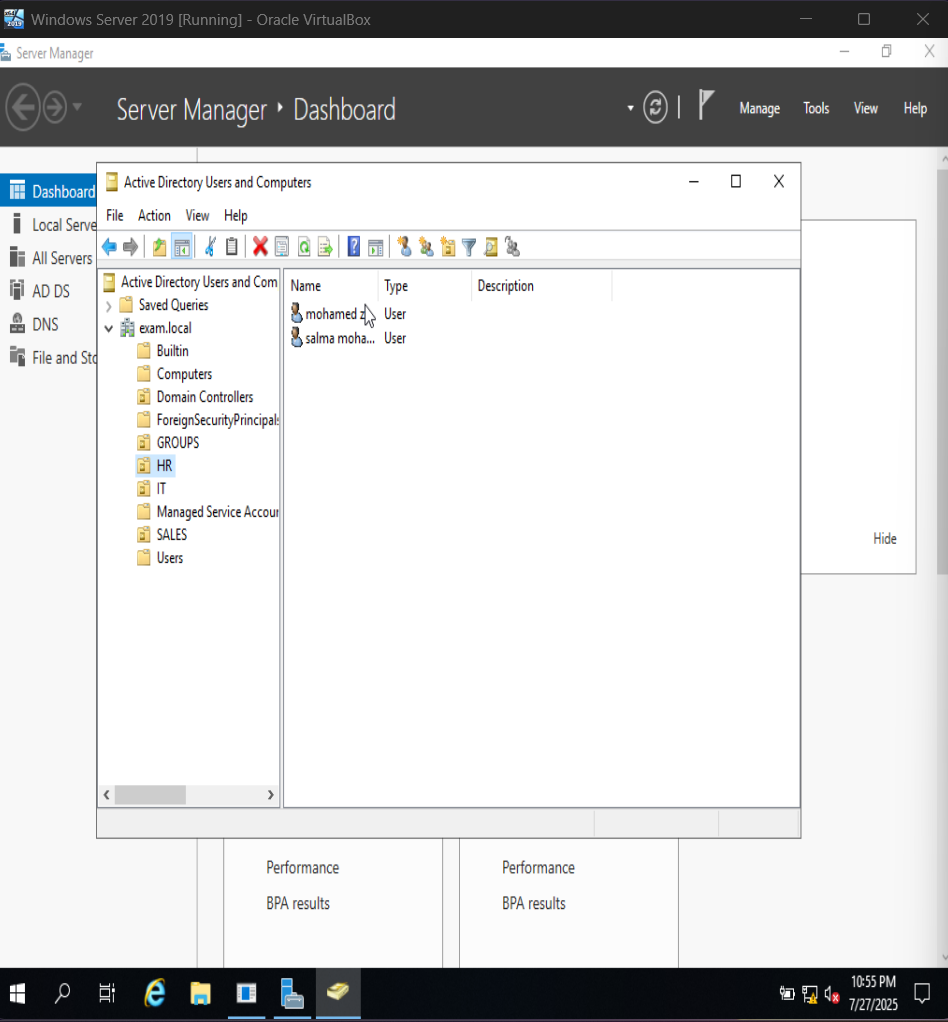 Windows Server 2019 [Running] - Oracle VirtualBox
Server Manager
Server Manager Dashboard
Manage Tools View Help
Dashboard
Local Serve
All Servers
AD DS
DNS
File and Sto
Active Directory Users and Computers
File Action View Help
Active Directory Users and Com
Saved Queries
exam.local
Builtin
Computers
Domain Controllers
ForeignSecurityPrincipals
GROUPS
HR
IT
Managed Service Accoun
SALES
Users
Name Type Description
mohamed z User
salma moha... User
Hide
Performance
BPA results
Performance
BPA results
10:55 PM
7/27/2025